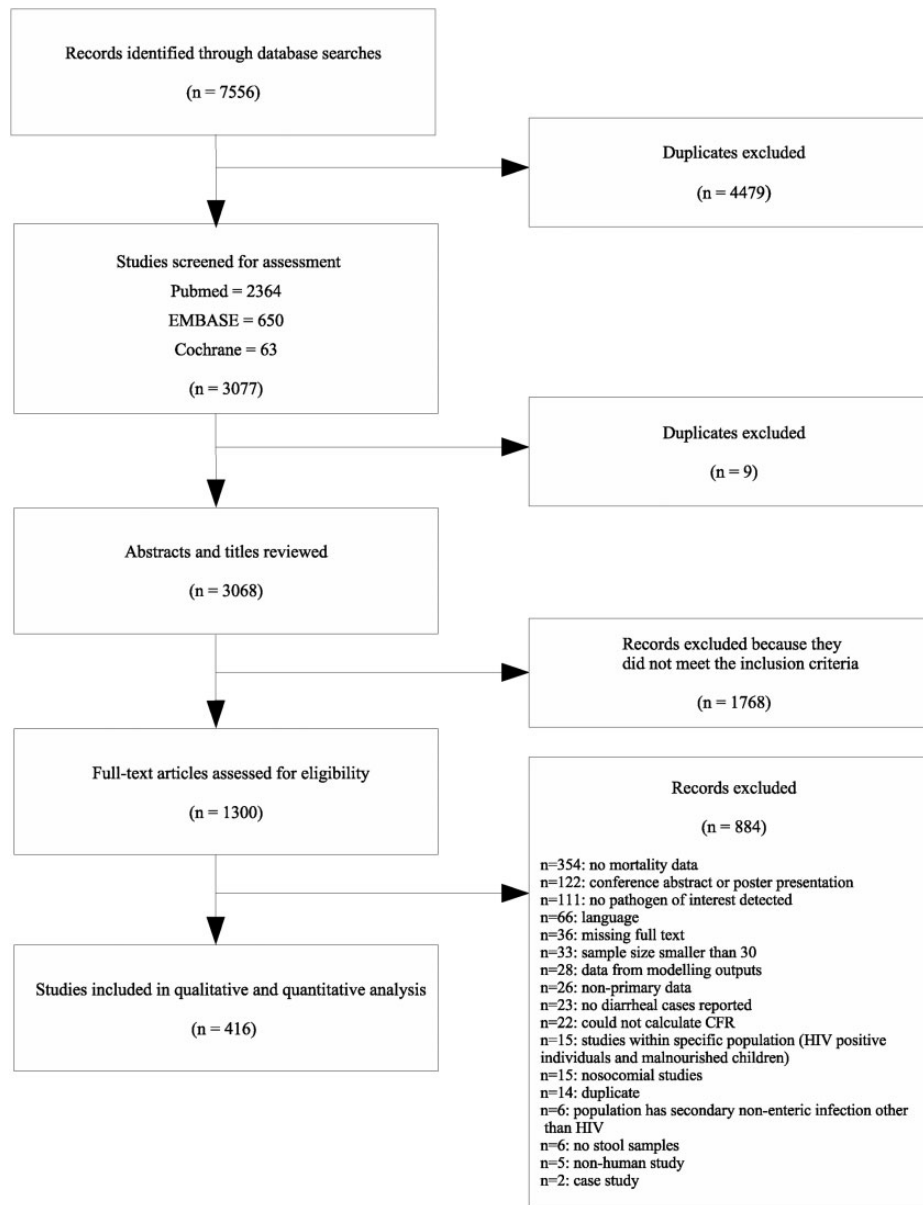 Records identified through database searches
(n = 7556)
Duplicates excluded
(n = 4479)
Studies screened for assessment
Pubmed = 2364
EMBASE = 650
Cochrane = 63
(n = 3077)
Duplicates excluded
(n = 9)
Abstracts and titles reviewed
(n = 3068)
Records excluded because they
did not meet the inclusion criteria
(n = 1768)
Full-text articles assessed for eligibility
(n = 1300)
Records excluded
(n = 884)
n=354: no mortality data
n=122: conference abstract or poster presentation
n=111: no pathogen of interest detected
n=66: language
n=36: missing full text
n=33: sample size smaller than 30
n=28: data from modelling outputs
n=26: non-primary data
n=23: no diarrheal cases reported
n=22: could not calculate CFR
n=15: studies within specific population (HIV positive
individuals and malnourished children)
n=15: nosocomial studies
n=14: duplicate
n=6: population has secondary non-enteric infection other
than HIV
n=6: no stool samples
n=5: non-human study
n=2: case study
Studies included in qualitative and quantitative analysis
(n = 416)